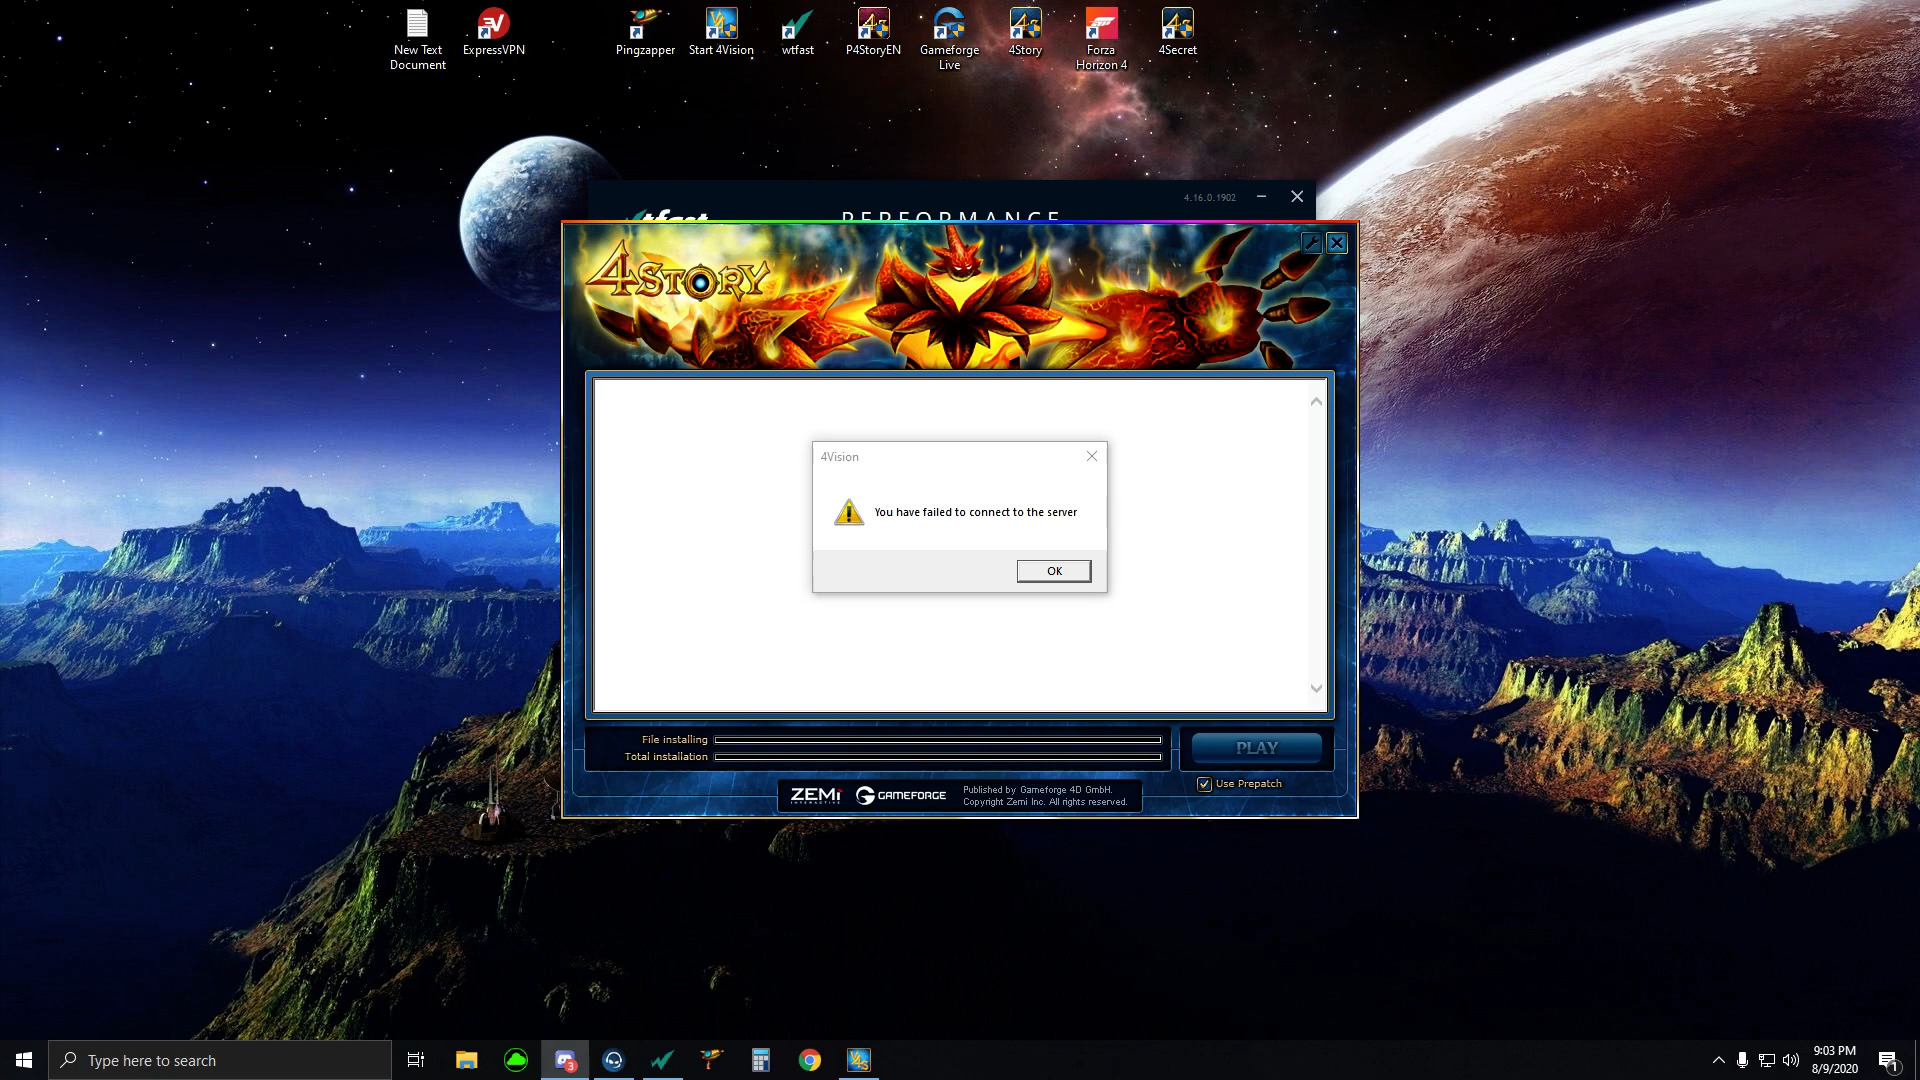 New Text
Document
ExpressVPN
Pingzapper
Start 4Vision
wtfast
P4StoryEN
Gameforge
Live
4Story
Forza
Horizon 4
4Secret
4.16.0.1902
PERFORMANCE
4STORY
4Vision
You have failed to connect to the server
OK
File installing
Total installation
PLAY
Use Prepatch
ZEMi
INTERACTIVE
GAMEFORGE
Published by Gameforge 4D GmbH.
Copyright Zemi Inc. All rights reserved.
Type here to search
3
9:03 PM
8/9/2020
1